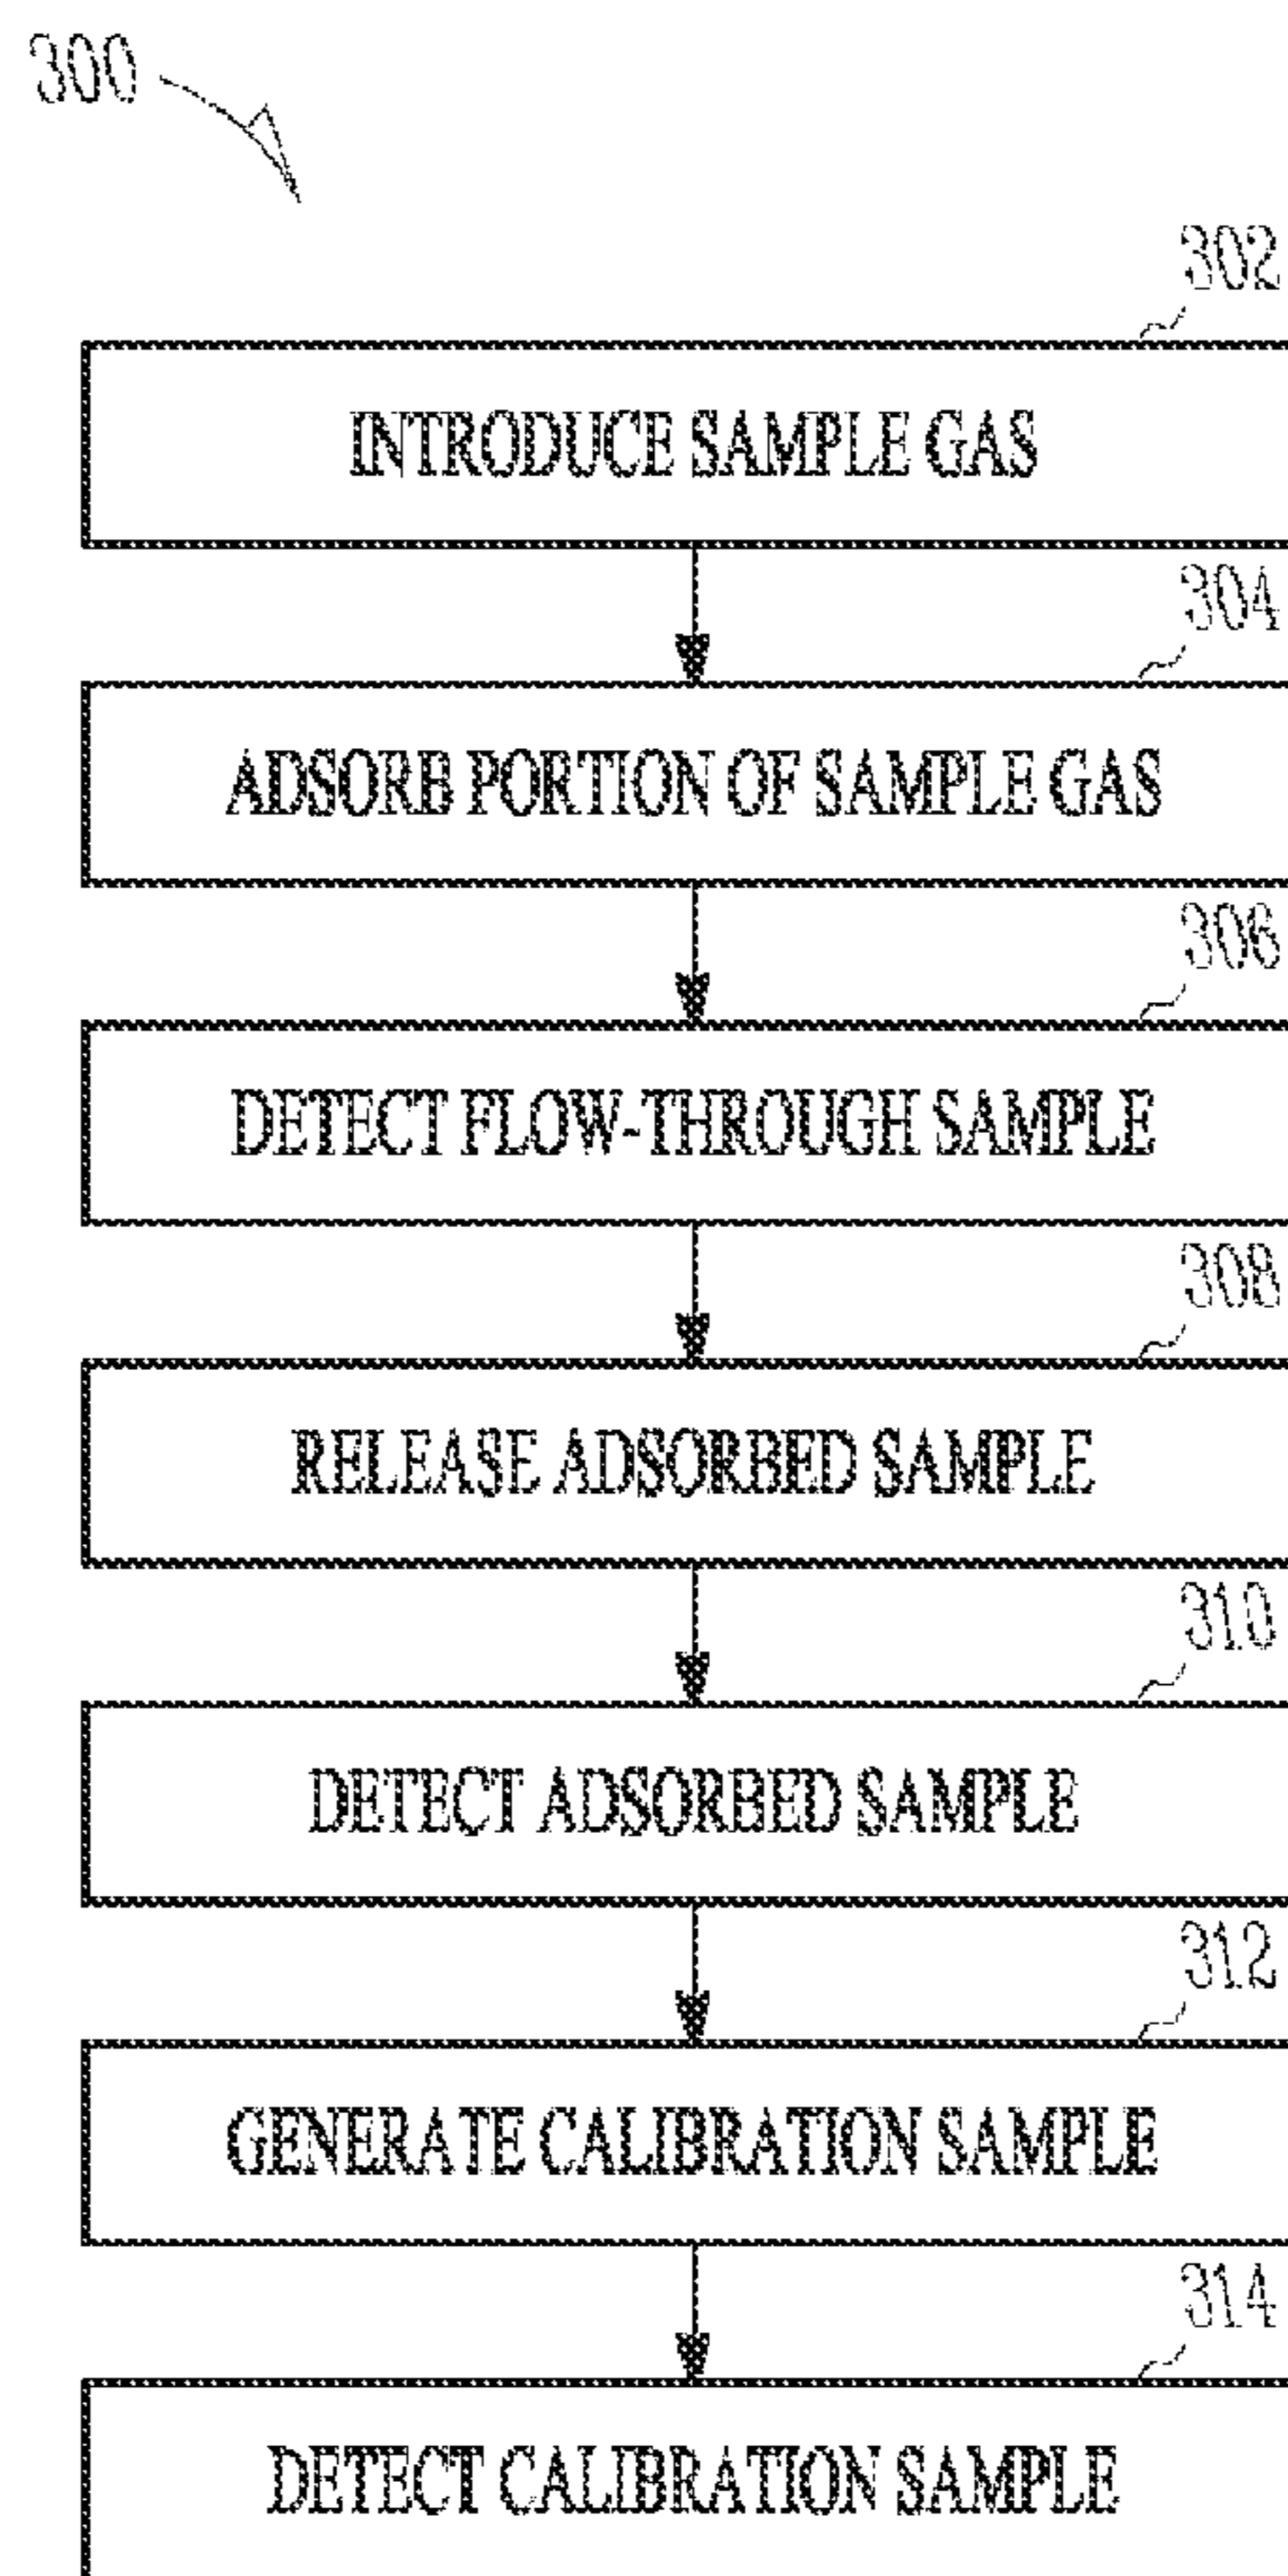 300
302
INTRODUCE SAMPLE GAS
304
ADSORB PORTION OF SAMPLE GAS
306
DETECT FLOW-THROUGH SAMPLE
308
RELEASE ADSORBED SAMPLE
310
DETECT ADSORBED SAMPLE
312
GENERATE CALIBRATION SAMPLE
314
DETECT CALIBRATION SAMPLE